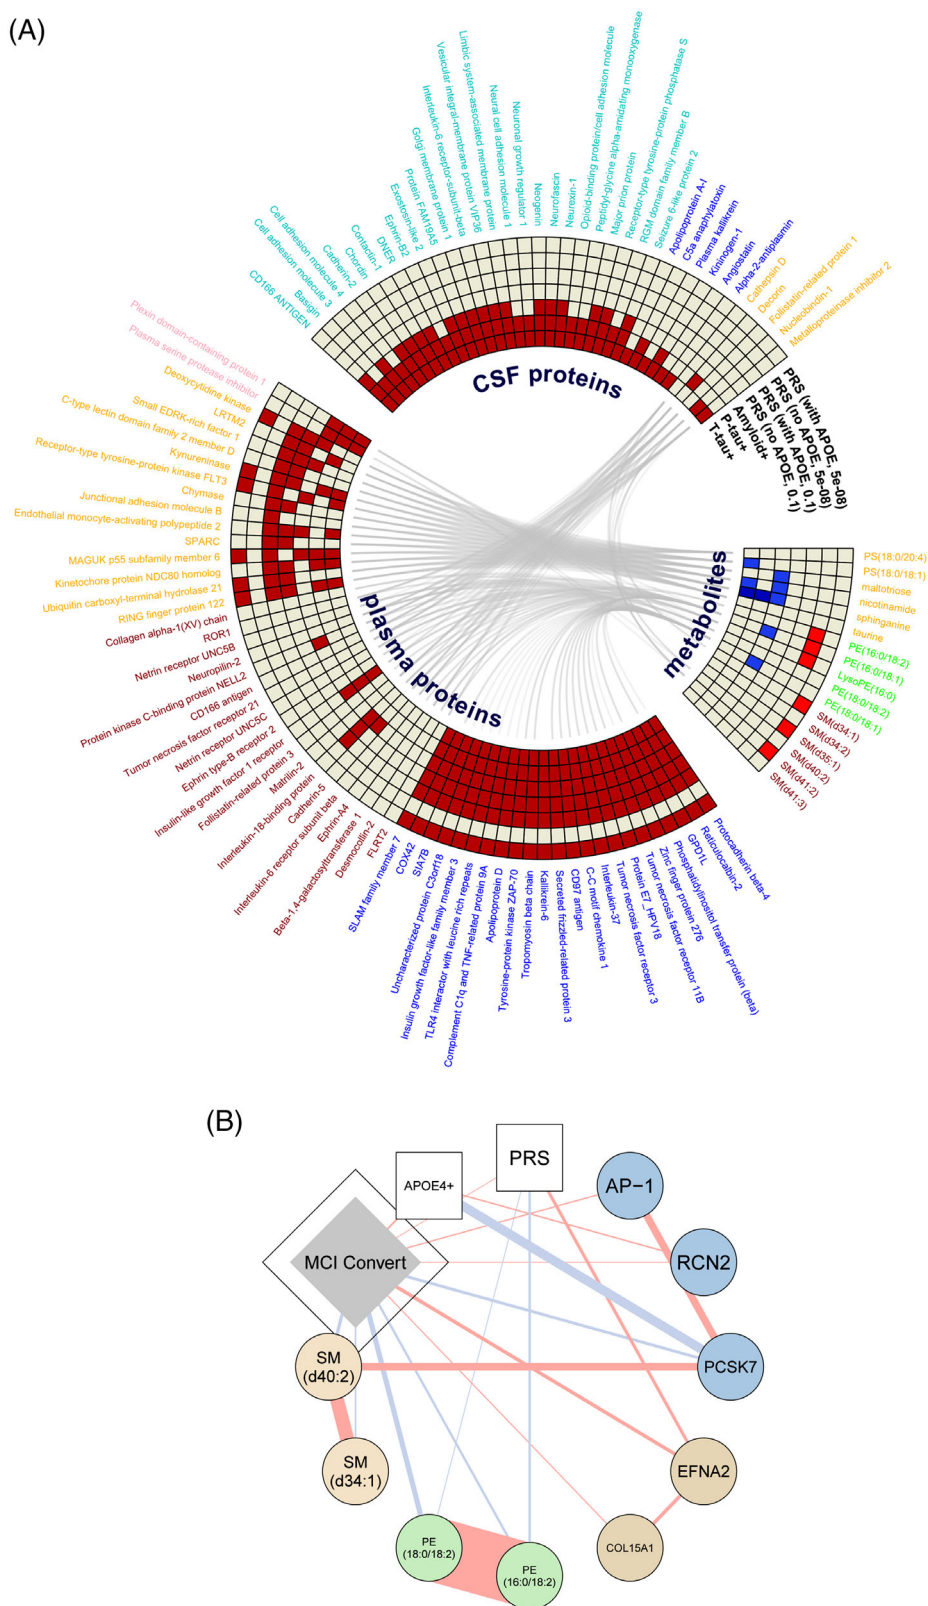 (A)
CD166 ANTIGEN
Basigin
Cell adhesion molecule 3
Cell adhesion molecule 4
Cadherin-2
Chordin
Contactin-1
DNER
Ephrin-B2
Exostosin-like 2
Protein FAM19A5
Golgi membrane protein 1
Interleukin-6 receptor-subunit-beta
Vesicular integral-membrane protein VIP36
Limbic system-associated membrane protein
Neural cell adhesion molecule 1
Neuronal growth regulator 1
Neogenin
Neurofascin
Neurexin-1
Opioid-binding protein/cell adhesion molecule
Peptidyl-glycine alpha-amidating monooxygenase
Major prion protein
Receptor-type tyrosine-protein phosphatase S
RGM domain family member B
Seizure 6-like protein 2
Apolipoprotein A-I
C5a anaphylatoxin
Plasma kallikrein
Kininogen-1
Angiostatin
Alpha-2-antiplasmin
Cathepsin D
Decorin
Follistatin-related protein 1
Nucleobindin-1
Metalloproteinase inhibitor 2
CSF proteins
PRS (with APOE, 5e-08)
PRS (no APOE, 5e-08)
PRS (with APOE, 0.1)
PRS (no APOE, 0.1)
Amyloid+
P-tau+
T-tau+
metabolites
PS(18:0/20:4)
PS(18:0/18:1)
maltotriose
nicotinamide
sphinganine
taurine
PE(16:0/18:2)
PE(16:0/18:1)
LysoPE(16:0)
PE(18:0/18:2)
PE(18:0/18:1)
SM(d34:1)
SM(d34:2)
SM(d35:1)
SM(d40:2)
SM(d41:2)
SM(d41:3)
plasma proteins
Plexin domain-containing protein 1
Plasma serine protease inhibitor
Deoxycytidine kinase
LRTM2
Small EDRK-rich factor 1
C-type lectin domain family 2 member D
Kynureninase
Receptor-type tyrosine-protein kinase FLT3
Chymase
Junctional adhesion molecule B
Endothelial monocyte-activating polypeptide 2
SPARC
MAGUK p55 subfamily member 6
Kinetochore protein NDC80 homolog
Ubiquitin carboxyl-terminal hydrolase 21
RING finger protein 122
Collagen alpha-1(XV) chain
ROR1
Netrin receptor UNC5B
Neuropilin-2
Protein kinase C-binding protein NELL2
CD166 antigen
Tumor necrosis factor receptor 21
Netrin receptor UNC5C
Ephrin type-B receptor 2
Insulin-like growth factor 1 receptor
Follistatin-related protein 3
Matrilin-2
Interleukin-18-binding protein
Cadherin-5
Interleukin-6 receptor subunit beta
Ephrin-A4
Beta-1,4-galactosyltransferase 1
Desmocollin-2
FLRT2
SLAM family member 7
COX42
SIA7B
Uncharacterized protein C3orf18
Insulin growth factor-like family member 3
TLR4 interactor with leucine rich repeats
Complement C1q and TNF-related protein 9A
Apolipoprotein D
Tyrosine-protein kinase ZAP-70
Tropomyosin beta chain
Kallikrein-6
Secreted frizzled-related protein 3
CD97 antigen
C-C motif chemokine 1
Interleukin-37
Tumor necrosis factor receptor 3
Protein E7_HPV18
Tumor necrosis factor receptor 11B
Zinc finger protein 276
Phosphatidylinositol transfer protein (beta)
GPD1L
Reticulocalbin-2
Protocadherin beta-4
(B)
PRS
APOE4+
AP−1
MCI Convert
RCN2
SM
(d40:2)
PCSK7
SM
(d34:1)
EFNA2
PE
(18:0/18:2)
COL15A1
PE
(16:0/18:2)